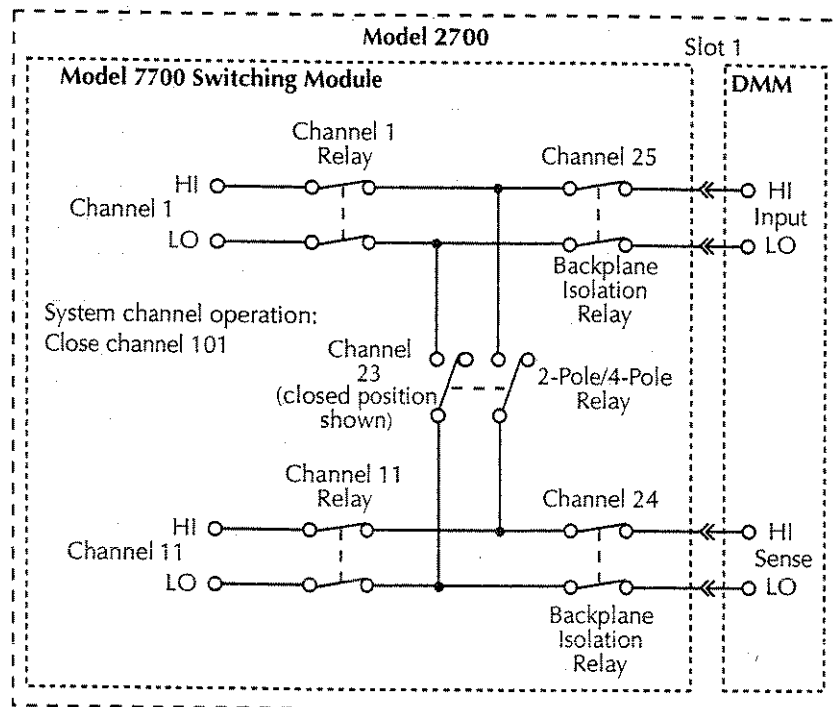 Model 2700
Slot 1
Model 7700 Switching Module
DMM
Channel 1
Relay
Channel 25
HI
HI
Channel 1
Input
LO
LO
Backplane
Isolation
Relay
System channel operation:
Close channel 101
Channel
23
(closed position
shown)
2-Pole/4-Pole
Relay
Channel 11
Relay
Channel 24
HI
HI
Channel 11
Sense
LO
LO
Backplane
Isolation
Relay